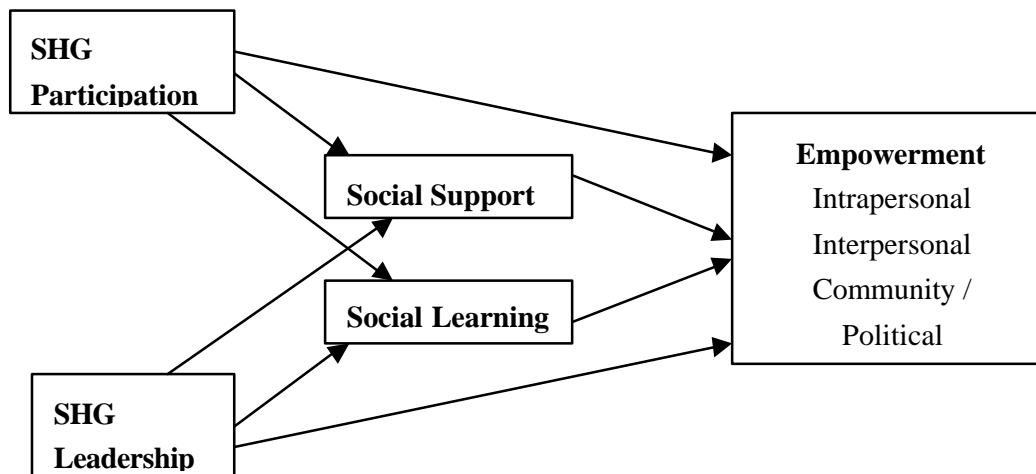 SHG
Participation
Social Support
Social Learning
SHG
Leadership
Empowerment
Intrapersonal
Interpersonal
Community /
Political